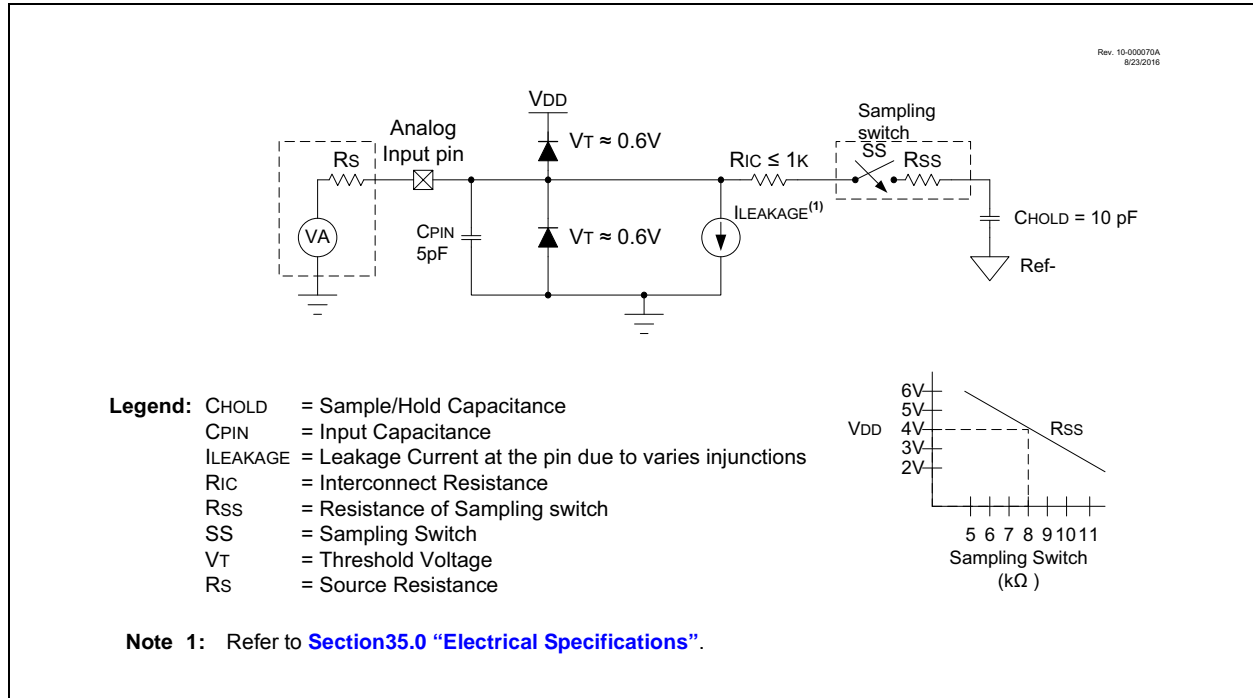 Rev. 10-000070A
8/23/2016
VDD
Sampling
switch
Analog
Input pin
VT ≈ 0.6V
SS
RS
RIC ≤ 1K
RSS
ILEAKAGE(1)
VA
CPIN
5pF
VT ≈ 0.6V
CHOLD = 10 pF
Ref-
Legend: CHOLD = Sample/Hold Capacitance
CPIN = Input Capacitance
ILEAKAGE = Leakage Current at the pin due to varies injunctions
RIC = Interconnect Resistance
RSS = Resistance of Sampling switch
SS = Sampling Switch
VT = Threshold Voltage
RS = Source Resistance
6V
5V
VDD 4V RSS
3V
2V
5 6 7 8 9 10 11
Sampling Switch
(kΩ )
Note 1: Refer to Section35.0 “Electrical Specifications”.